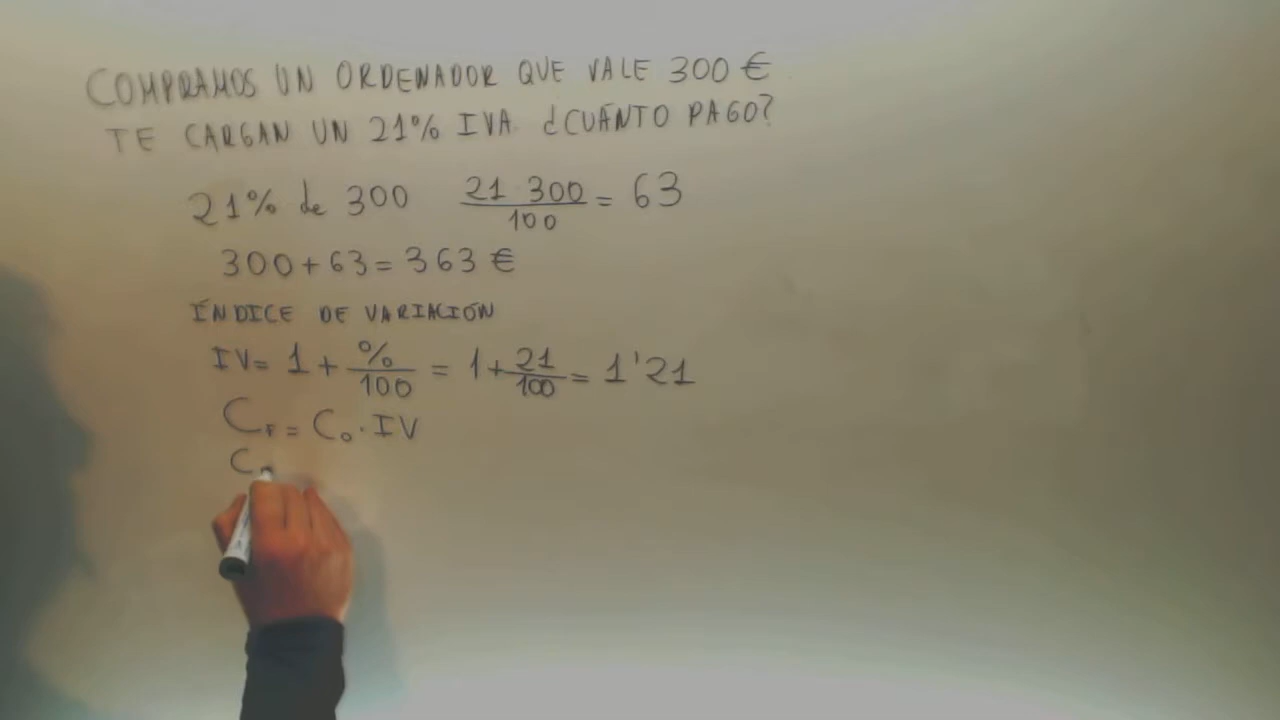 COMPRAMOS UN ORDENADOR QUE VALE 300 €
TE CARGAN UN 21% IVA. ¿CUÁNTO PAGO?
21% de 300 21 300 / 100 = 63
300 + 63 = 363 €
ÍNDICE DE VARIACIÓN
IV = 1 + % / 100 = 1 + 21 / 100 = 1'21
CF = C0 · IV
C